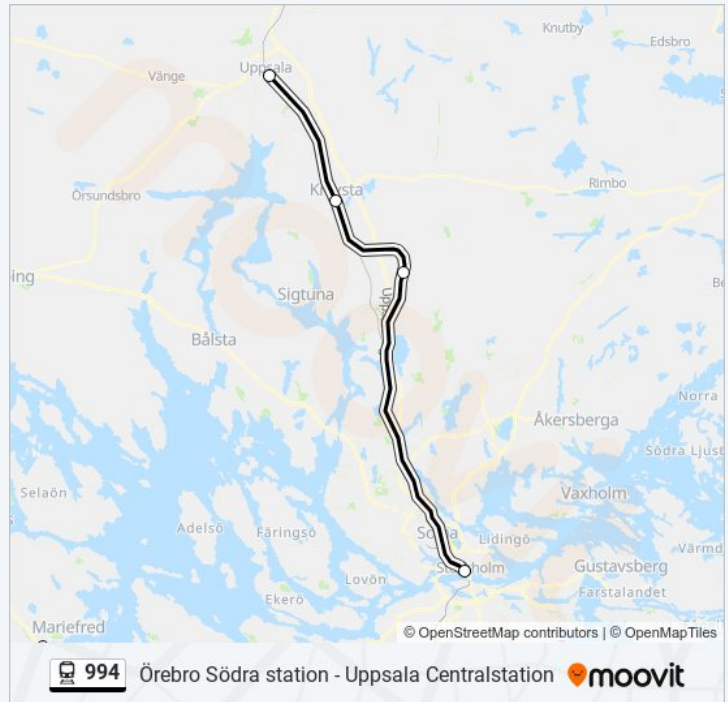 Knutby
Edsbro
Uppsala
Vänge
Rimbo
Örsundsbro
Sigtuna
Bålsta
Norra
Åkersberga
Södra Ljust
Selaön
Vaxholm
Adelsö
Färingsö
Lidingö
Värmd
Gustavsberg
Lovön
Farstalandet
Ekerö
Mariefred
© OpenStreetMap contributors | © OpenMapTiles
994 Örebro Södra station - Uppsala Centralstation moovit